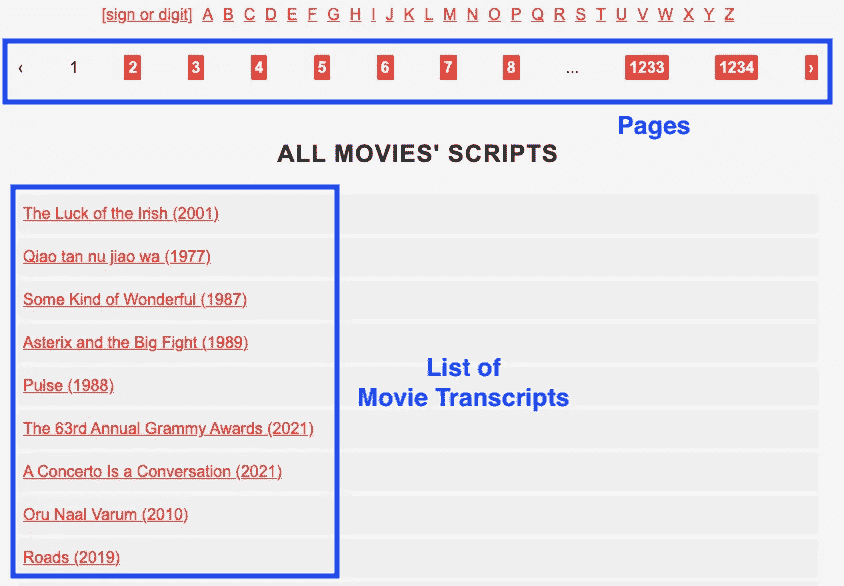 [sign or digit] A B C D E F G H I J K L M N O P Q R S T U V W X Y Z
‹ 1 2 3 4 5 6 7 8 ... 1233 1234 ›
Pages
ALL MOVIES' SCRIPTS
The Luck of the Irish (2001)
Qiao tan nu jiao wa (1977)
Some Kind of Wonderful (1987)
Asterix and the Big Fight (1989)
Pulse (1988)
The 63rd Annual Grammy Awards (2021)
A Concerto Is a Conversation (2021)
Oru Naal Varum (2010)
Roads (2019)
List of
Movie Transcripts